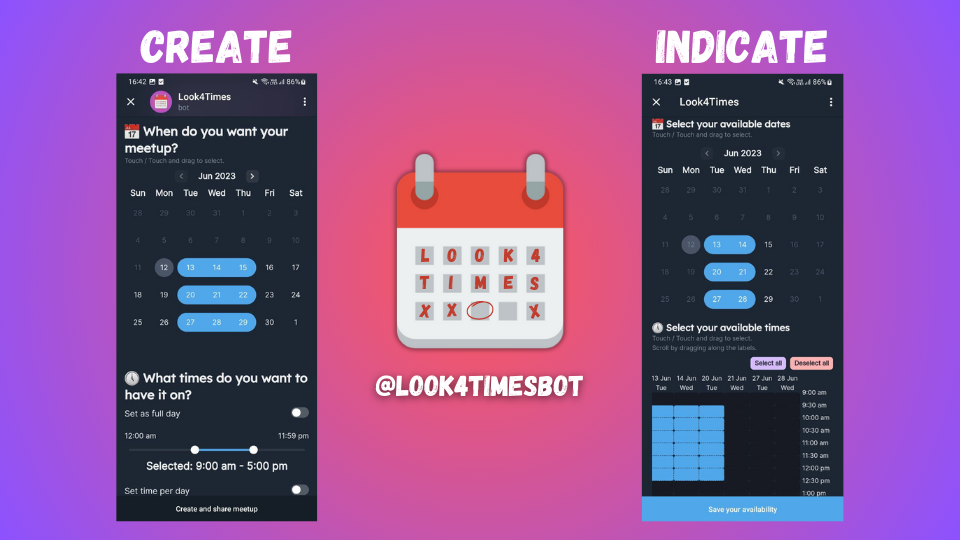 CREATE
16:42
86%
Look4Times
bot
17 When do you want your
meetup?
Touch / Touch and drag to select.
< Jun 2023 >
Sun Mon Tue Wed Thu Fri Sat
28 29 30 31 1 2 3
4 5 6 7 8 9 10
11 12 13 14 15 16 17
18 19 20 21 22 23 24
25 26 27 28 29 30 1
What times do you want to
have it on?
Set as full day
12:00 am 11:59 pm
Selected: 9:00 am - 5:00 pm
Set time per day
Create and share meetup
LOOK4
TIMES
XX X
@LOOK4TIMESBOT
INDICATE
16:43
86%
Look4Times
17 Select your available dates
Touch / Touch and drag to select.
< Jun 2023 >
Sun Mon Tue Wed Thu Fri Sat
28 29 30 31 1 2 3
4 5 6 7 8 9 10
11 12 13 14 15 16 17
18 19 20 21 22 23 24
25 26 27 28 29 30 1
Select your available times
Touch / Touch and drag to select.
Scroll by dragging along the labels.
Select all Deselect all
13 Jun 14 Jun 20 Jun 21 Jun 27 Jun 28 Jun
Tue Wed Tue Wed Tue Wed
9:00 am
9:30 am
10:00 am
10:30 am
11:00 am
11:30 am
12:00 pm
12:30 pm
1:00 pm
Save your availability